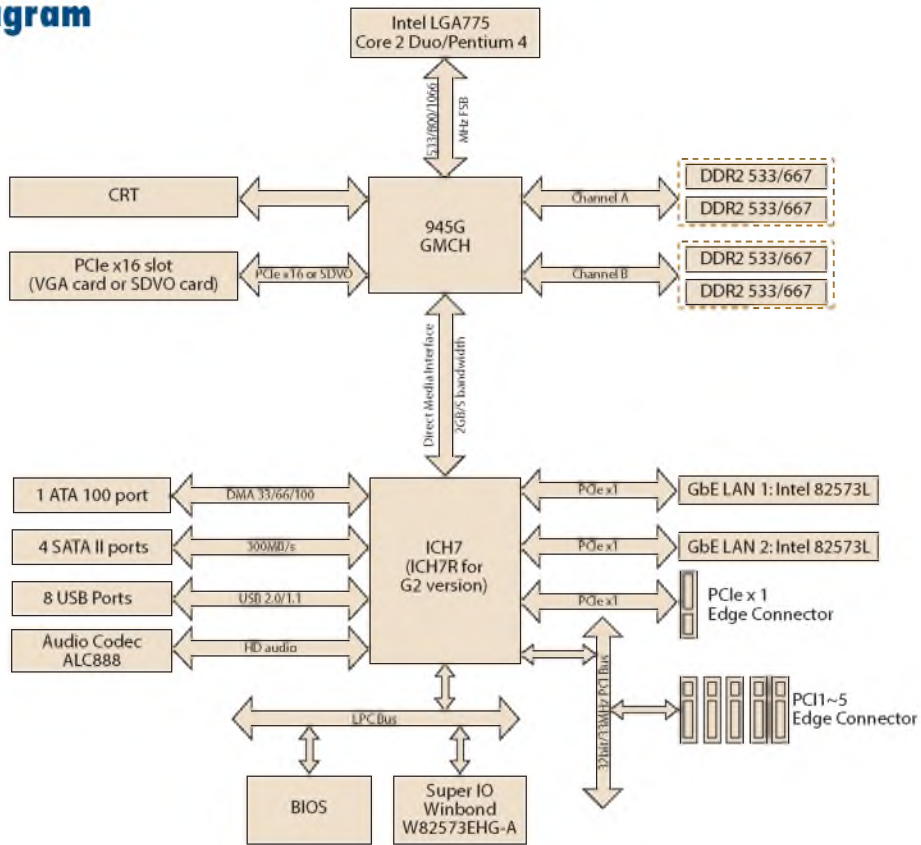 agram
Intel LGA775
Core 2 Duo/Pentium 4
533/800/1066
MHz FSB
CRT
PCIe x16 slot
(VGA card or SDVO card)
PCIe x16 or SDVO
945G
GMCH
Channel A
DDR2 533/667
DDR2 533/667
Channel B
DDR2 533/667
DDR2 533/667
Direct Media Interface
2GB/S bandwidth
1 ATA 100 port
DMA 33/66/100
4 SATA II ports
300MB/s
8 USB Ports
USB 2.0/1.1
Audio Codec
ALC888
HD audio
ICH7
(ICH7R for
G2 version)
PCIe x1
GbE LAN 1: Intel 82573L
PCIe x1
GbE LAN 2: Intel 82573L
PCIe x1
PCIe x 1
Edge Connector
32bit/33MHz PCI Bus
PCI1~5
Edge Connector
LPC Bus
BIOS
Super IO
Winbond
W82573EHG-A